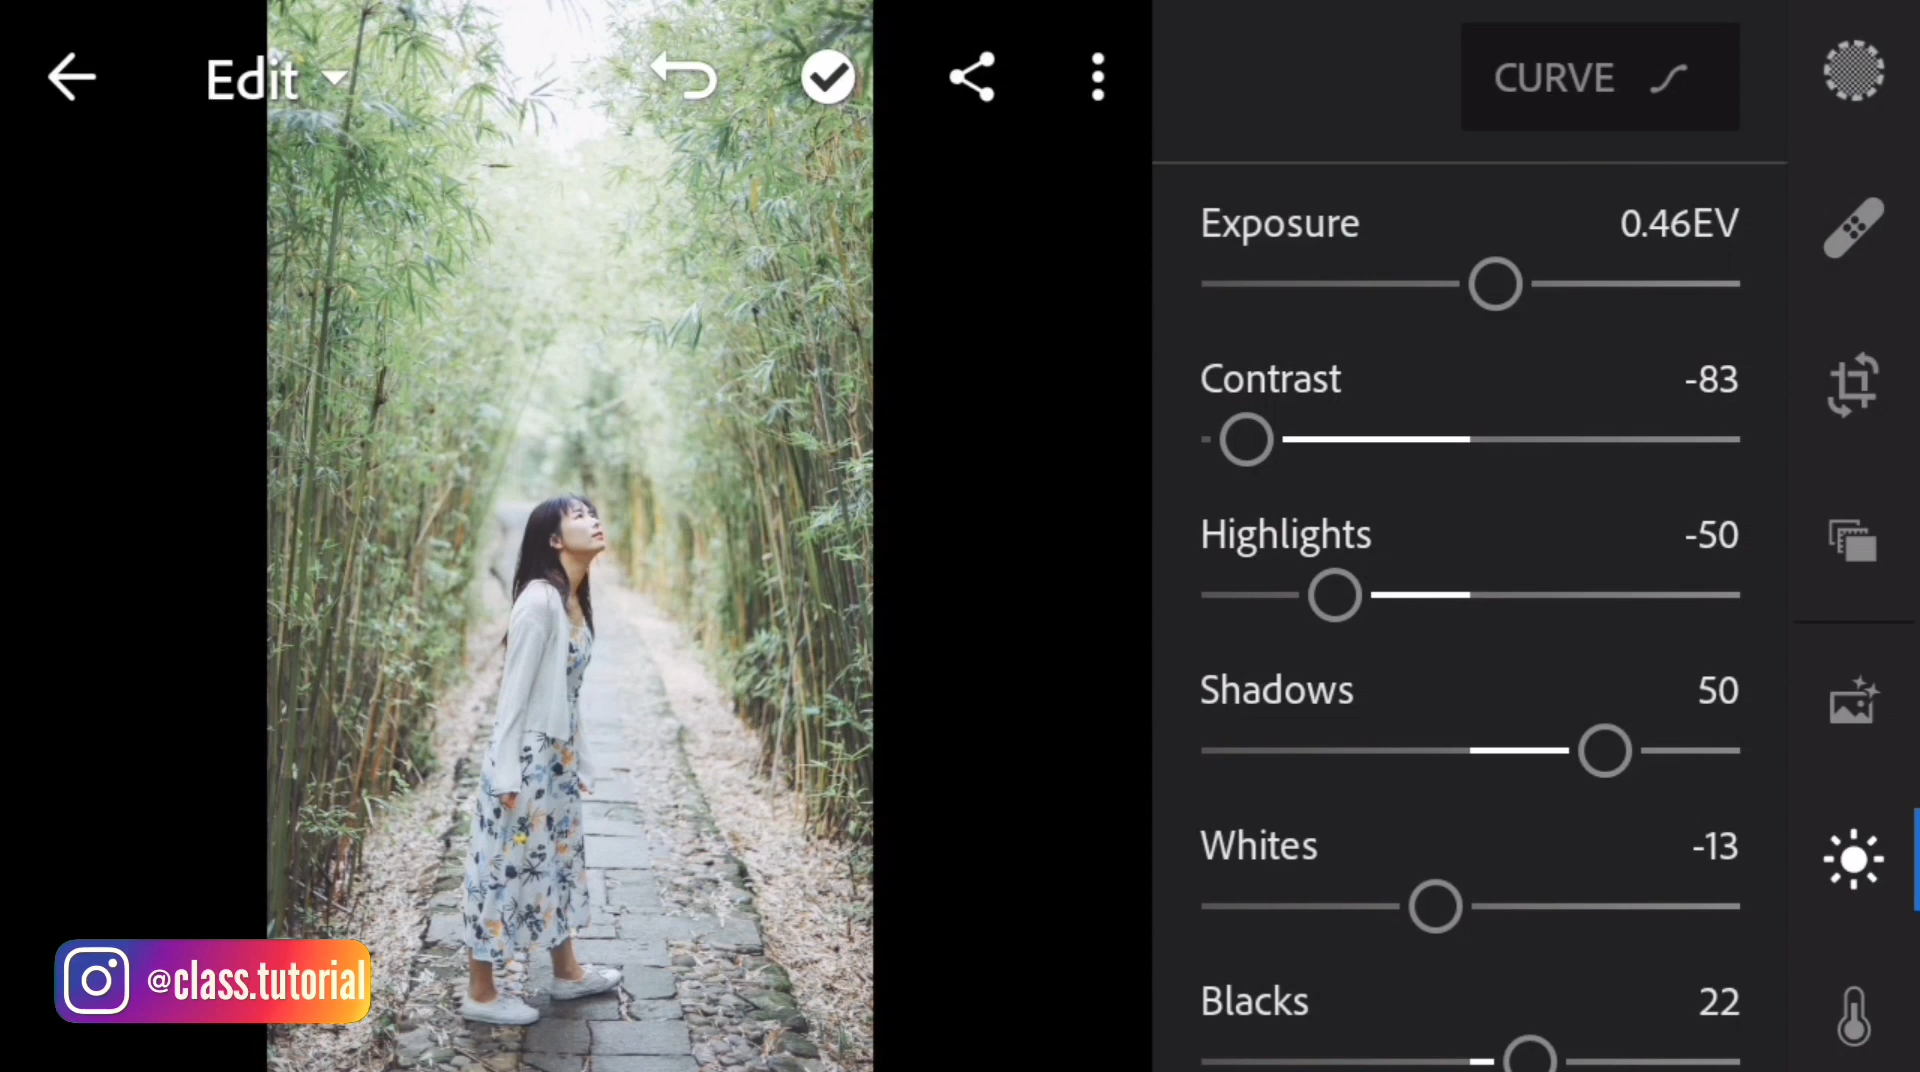 Edit
CURVE
Exposure 0.46EV
Contrast -83
Highlights -50
Shadows 50
Whites -13
Blacks 22
@class.tutorial